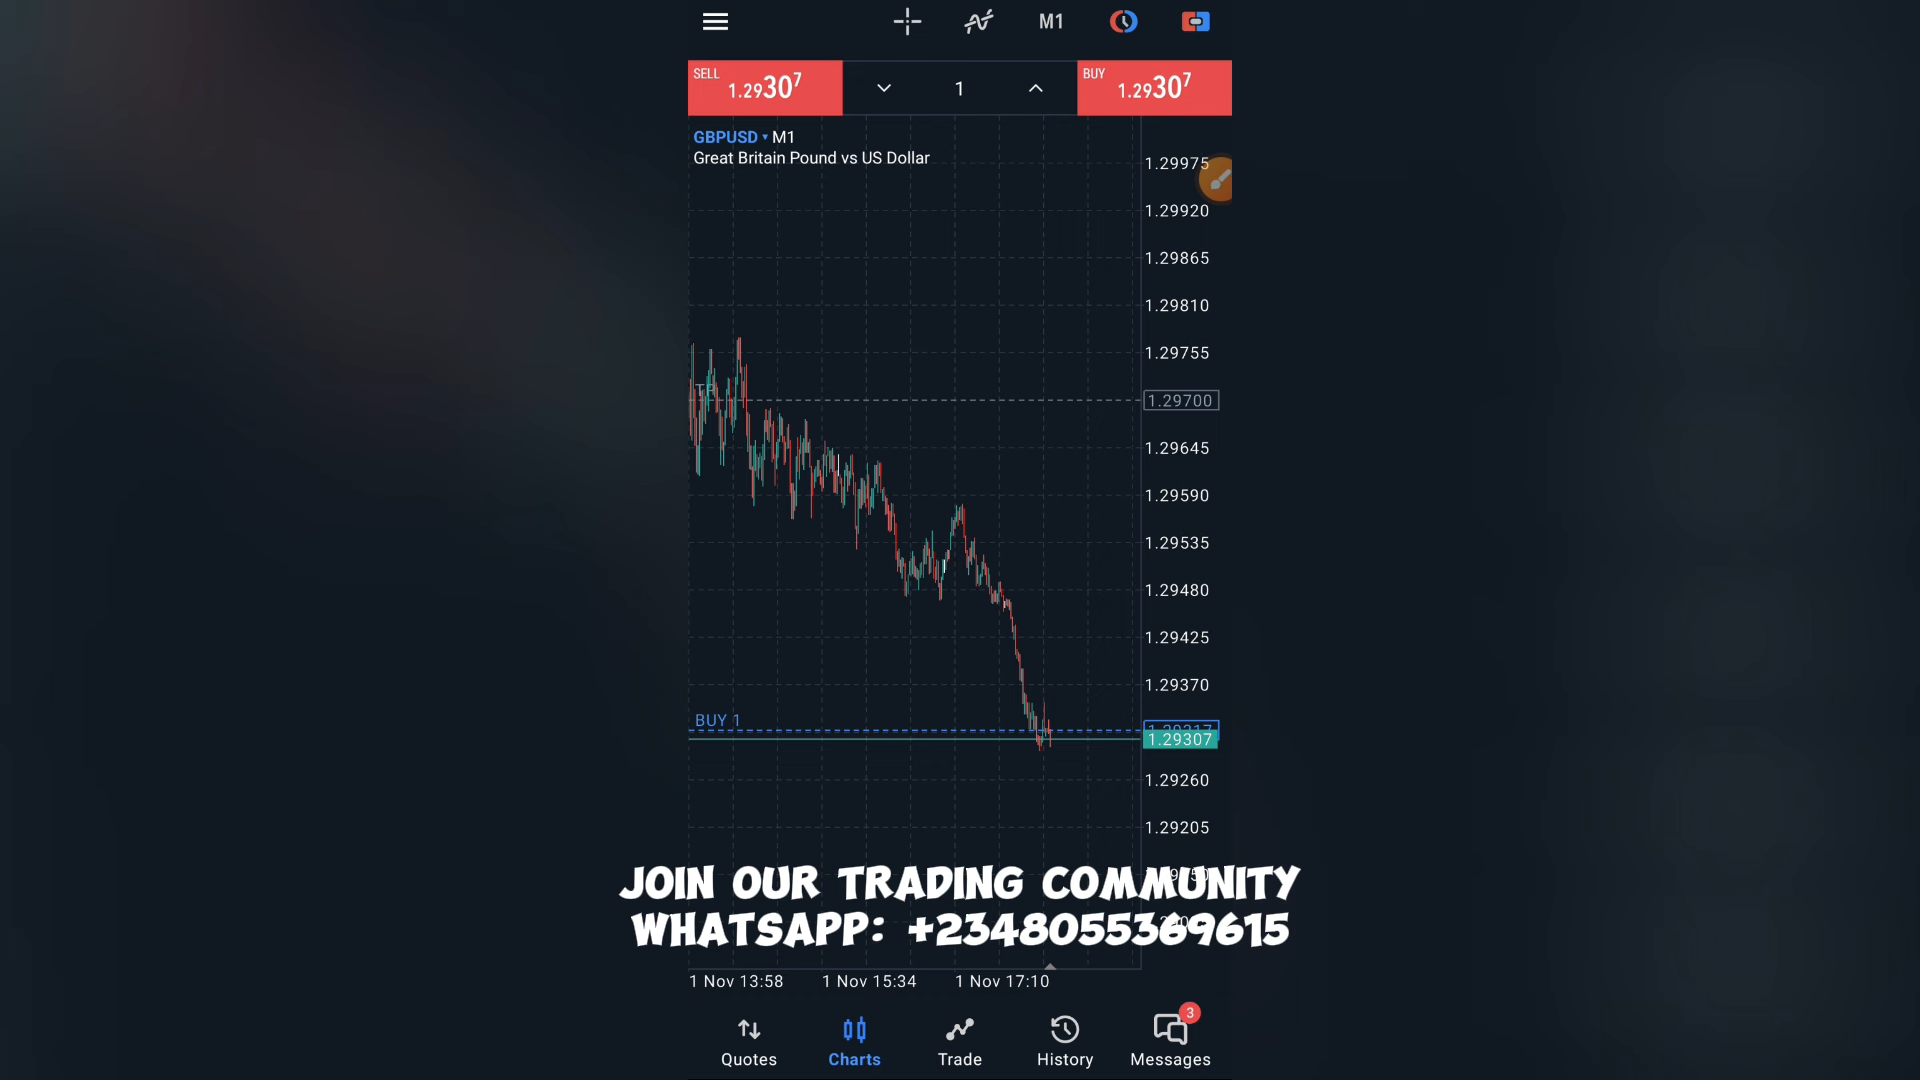 M1
SELL 1.29307
1
BUY 1.29307
GBPUSD ▾ M1
Great Britain Pound vs US Dollar
1.29975
1.29920
1.29865
1.29810
1.29755
TP
1.29700
1.29645
1.29590
1.29535
1.29480
1.29425
1.29370
BUY 1
1.29317
1.29307
1.29260
1.29205
JOIN OUR TRADING COMMUNITY
WHATSAPP: +2348055369615
1 Nov 13:58 1 Nov 15:34 1 Nov 17:10
3
Quotes Charts Trade History Messages